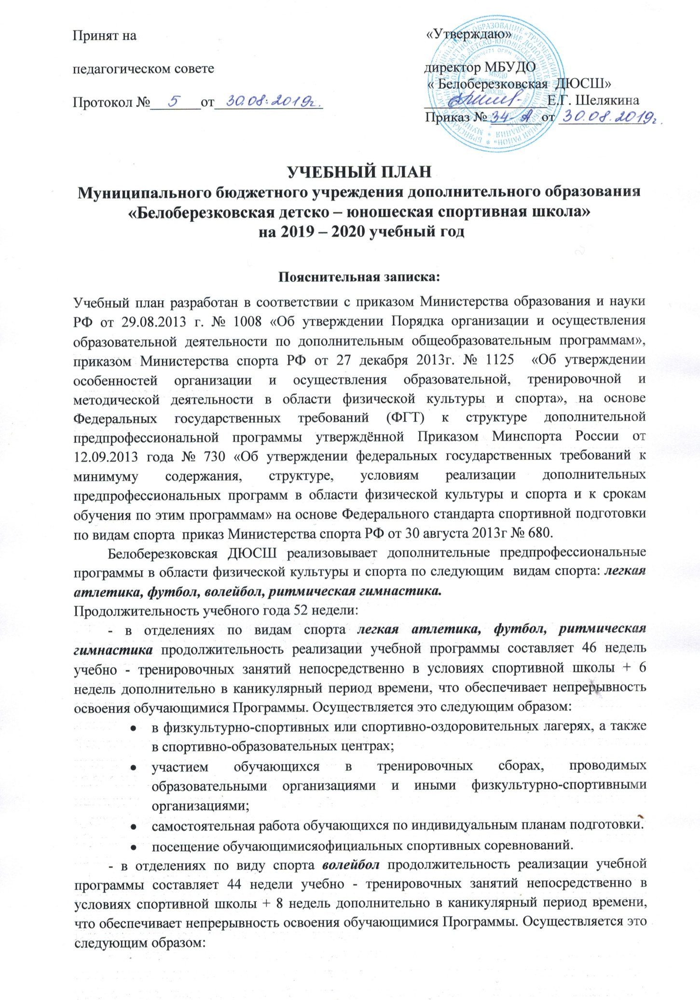 Принят на
«Утверждаю»
педагогическом совете
директор МБУДО
« Белоберезковская ДЮСШ»
Протокол № 5 от 30.08.2019г.
Е.Г. Шелякина
Приказ № 34-А от 30.08.2019г.
УЧЕБНЫЙ ПЛАН
Муниципального бюджетного учреждения дополнительного образования
«Белоберезковская детско – юношеская спортивная школа»
на 2019 – 2020 учебный год
Пояснительная записка:
Учебный план разработан в соответствии с приказом Министерства образования и науки
РФ от 29.08.2013 г. № 1008 «Об утверждении Порядка организации и осуществления
образовательной деятельности по дополнительным общеобразовательным программам»,
приказом Министерства спорта РФ от 27 декабря 2013г. № 1125 «Об утверждении
особенностей организации и осуществления образовательной, тренировочной и
методической деятельности в области физической культуры и спорта», на основе
Федеральных государственных требований (ФГТ) к структуре дополнительной
предпрофессиональной программы утверждённой Приказом Минспорта России от
12.09.2013 года № 730 «Об утверждении федеральных государственных требований к
минимуму содержания, структуре, условиям реализации дополнительных
предпрофессиональных программ в области физической культуры и спорта и к срокам
обучения по этим программам» на основе Федерального стандарта спортивной подготовки
по видам спорта приказ Министерства спорта РФ от 30 августа 2013г № 680.
Белоберезковская ДЮСШ реализовывает дополнительные предпрофессиональные
программы в области физической культуры и спорта по следующим видам спорта: легкая
атлетика, футбол, волейбол, ритмическая гимнастика.
Продолжительность учебного года 52 недели:
- в отделениях по видам спорта легкая атлетика, футбол, ритмическая
гимнастика продолжительность реализации учебной программы составляет 46 недель
учебно - тренировочных занятий непосредственно в условиях спортивной школы + 6
недель дополнительно в каникулярный период времени, что обеспечивает непрерывность
освоения обучающимися Программы. Осуществляется это следующим образом:
• в физкультурно-спортивных или спортивно-оздоровительных лагерях, а также
в спортивно-образовательных центрах;
• участием обучающихся в тренировочных сборах, проводимых
образовательными организациями и иными физкультурно-спортивными
организациями;
• самостоятельная работа обучающихся по индивидуальным планам подготовки.
• посещение обучающимисяофициальных спортивных соревнований.
- в отделениях по виду спорта волейбол продолжительность реализации учебной
программы составляет 44 недели учебно - тренировочных занятий непосредственно в
условиях спортивной школы + 8 недель дополнительно в каникулярный период времени,
что обеспечивает непрерывность освоения обучающимися Программы. Осуществляется это
следующим образом: